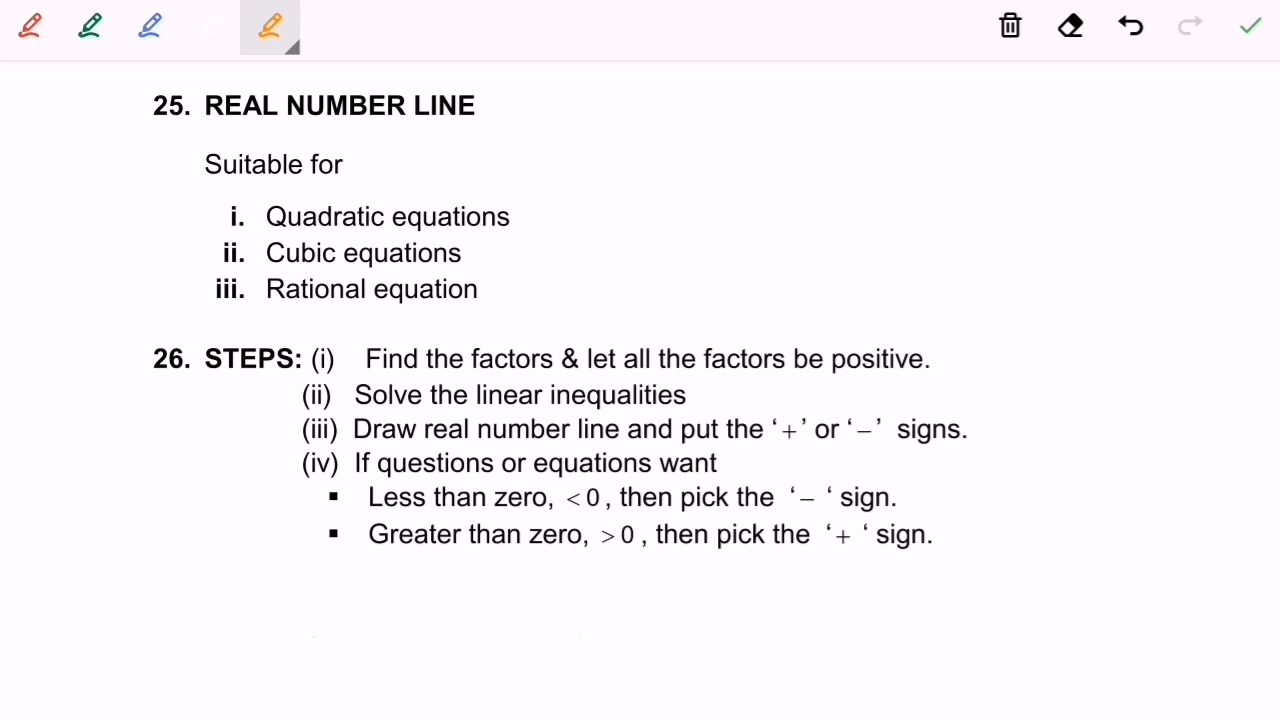 25. REAL NUMBER LINE
Suitable for
i. Quadratic equations
ii. Cubic equations
iii. Rational equation
26. STEPS: (i) Find the factors & let all the factors be positive.
(ii) Solve the linear inequalities
(iii) Draw real number line and put the ‘+’ or ‘−’ signs.
(iv) If questions or equations want
▪ Less than zero, < 0 , then pick the ‘ − ‘ sign.
▪ Greater than zero, > 0 , then pick the ‘ + ‘ sign.